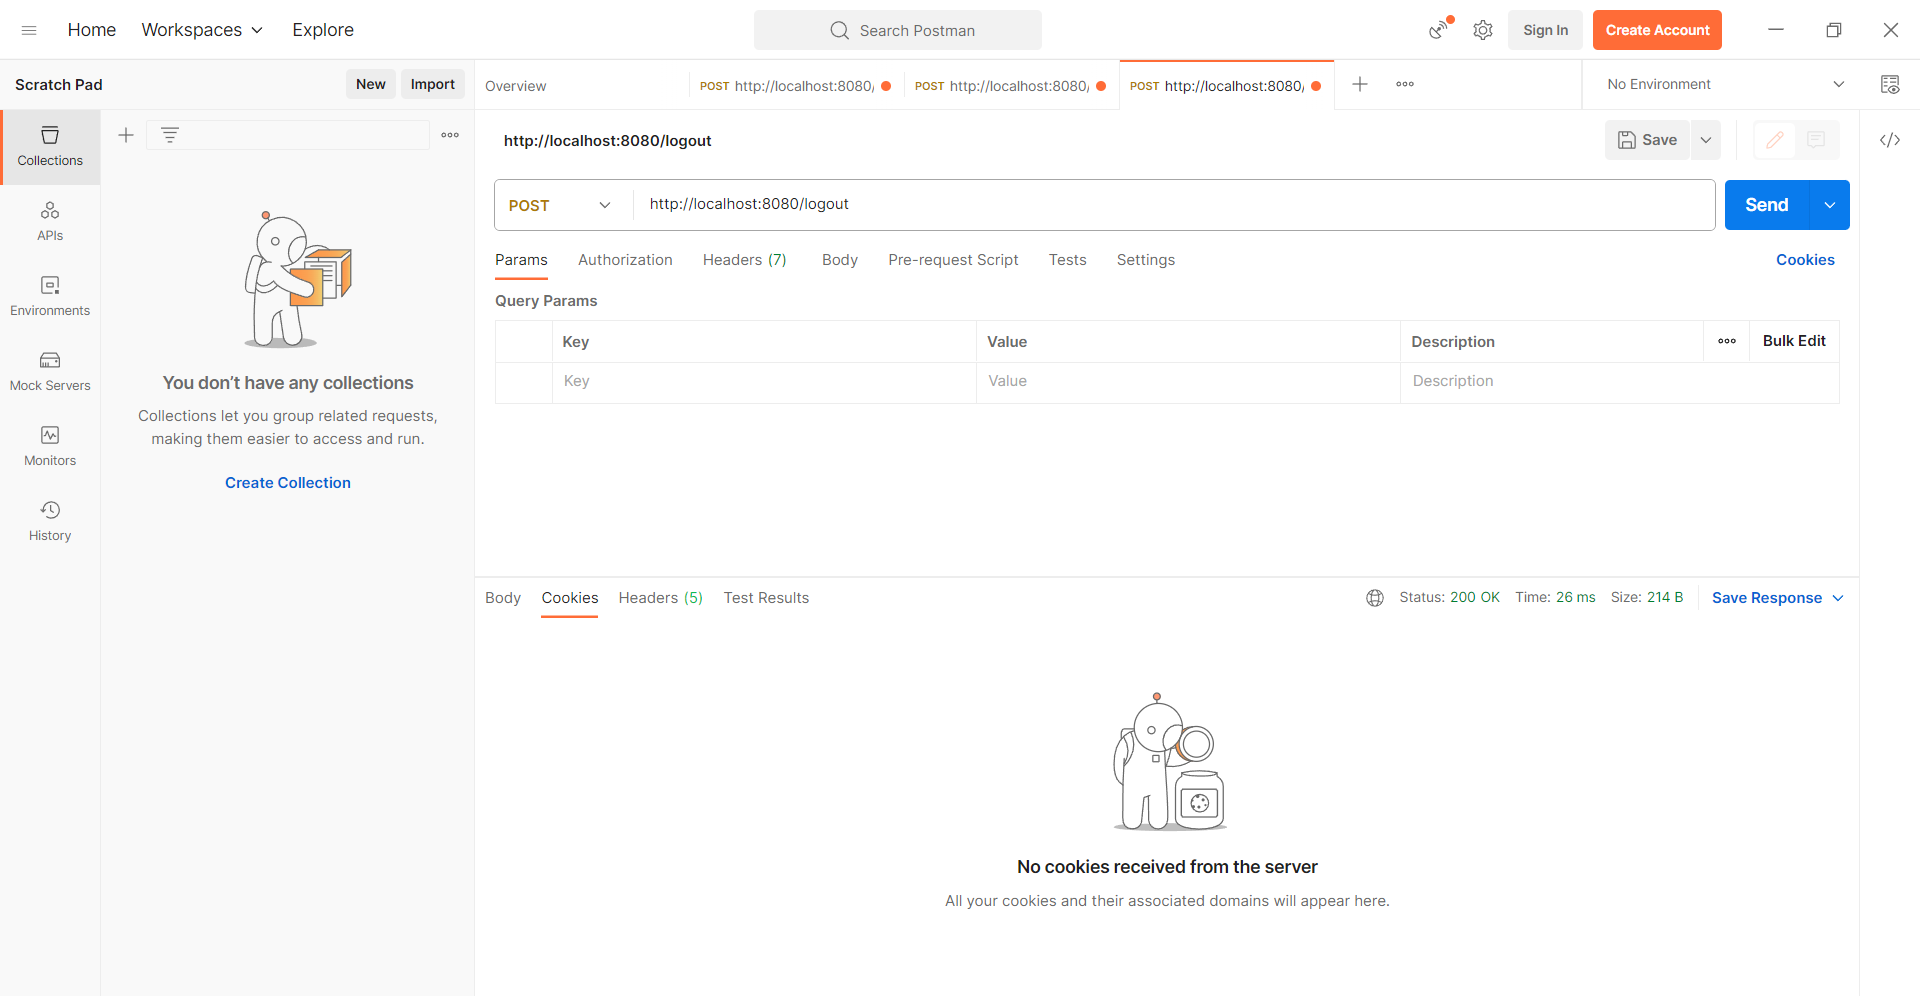 Home
Workspaces
Explore
Search Postman
Sign In
Create Account
Scratch Pad
New
Import
Overview
POST http://localhost:8080/
POST http://localhost:8080/
POST http://localhost:8080/
No Environment
Collections
APIs
Environments
Mock Servers
Monitors
History
You don’t have any collections
Collections let you group related requests,
making them easier to access and run.
Create Collection
http://localhost:8080/logout
Save
POST
http://localhost:8080/logout
Send
Params
Authorization
Headers (7)
Body
Pre-request Script
Tests
Settings
Cookies
Query Params
Key
Value
Description
Bulk Edit
Key
Value
Description
Body
Cookies
Headers (5)
Test Results
Status: 200 OK
Time: 26 ms
Size: 214 B
Save Response
No cookies received from the server
All your cookies and their associated domains will appear here.